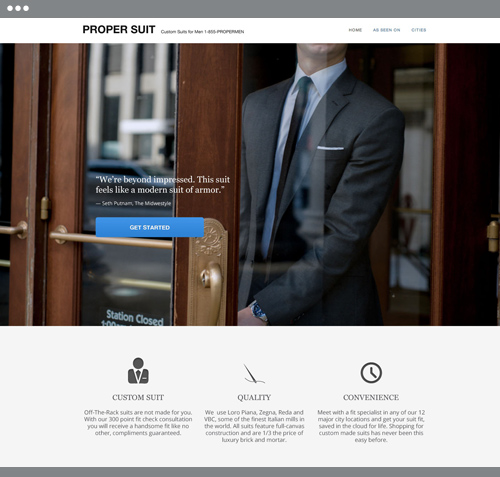 PROPER SUIT Custom Suits for Men 1-855-PROPERMEN HOME AS SEEN ON CITIES
“We're beyond impressed. This suit
feels like a modern suit of armor.”
— Seth Putnam, The Midwestyle
GET STARTED
Station Closed
CUSTOM SUIT
Off-The-Rack suits are not made for you.
With our 300 point fit check consultation
you will receive a handsome fit like no
other, compliments guaranteed.
QUALITY
We use Loro Piana, Zegna, Reda and
VBC, some of the finest Italian mills in
the world. All suits feature full-canvas
construction and are 1/3 the price of
luxury brick and mortar.
CONVENIENCE
Meet with a fit specialist in any of our 12
major city locations and get your suit fit,
saved in the cloud for life. Shopping for
custom made suits has never been this
easy before.